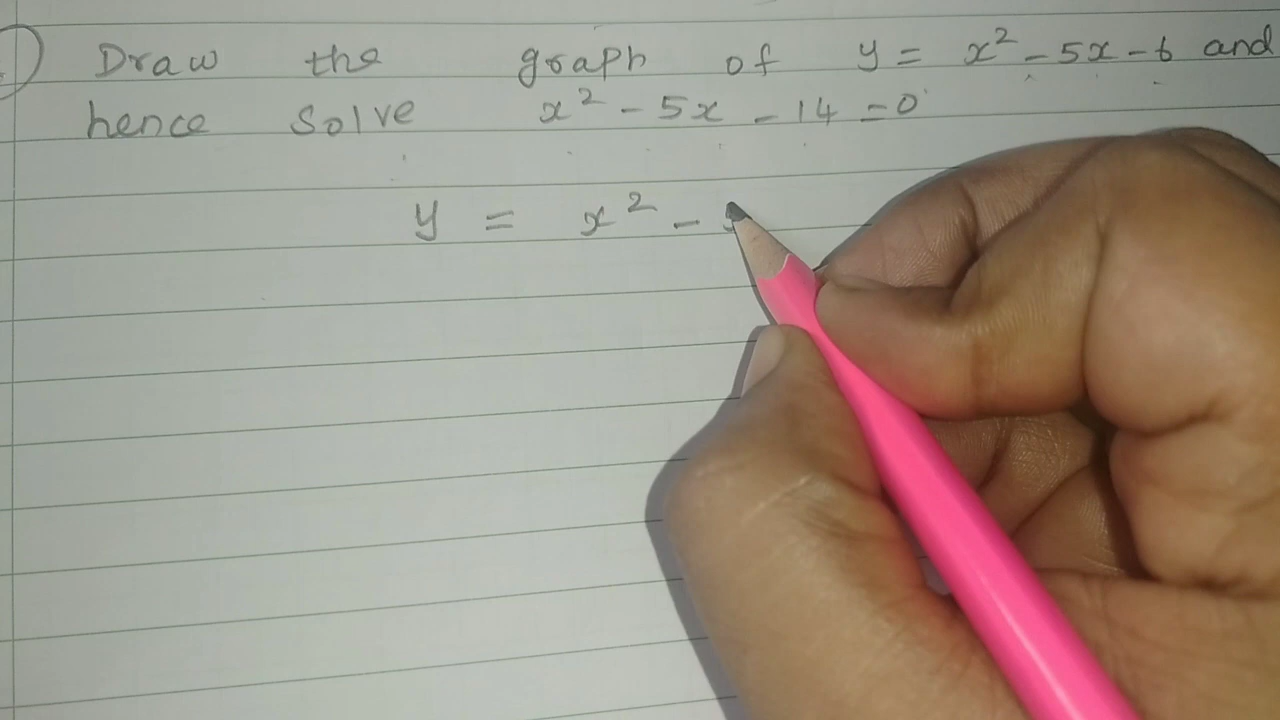 Draw the graph of y = x² - 5x - 6 and
hence solve x² - 5x - 14 = 0
y = x² -